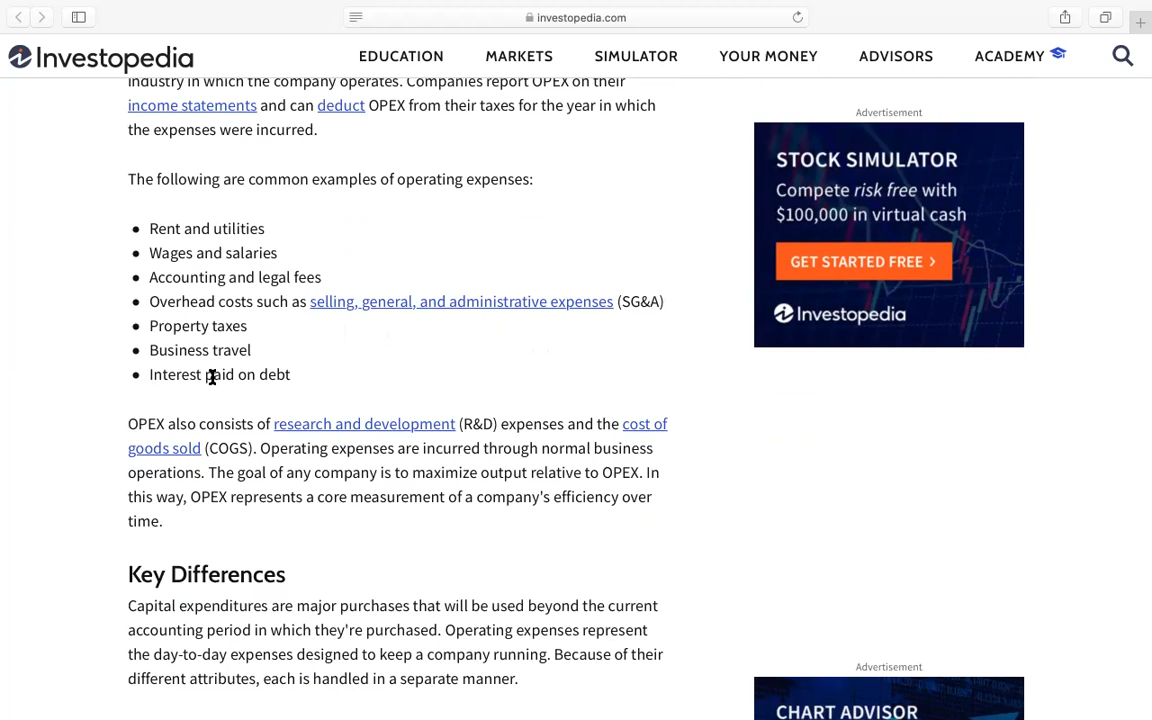 investopedia.com
Investopedia
EDUCATION MARKETS SIMULATOR YOUR MONEY ADVISORS ACADEMY
industry in which the company operates. Companies report OPEX on their
income statements and can deduct OPEX from their taxes for the year in which
the expenses were incurred.
The following are common examples of operating expenses:
• Rent and utilities
• Wages and salaries
• Accounting and legal fees
• Overhead costs such as selling, general, and administrative expenses (SG&A)
• Property taxes
• Business travel
• Interest paid on debt
OPEX also consists of research and development (R&D) expenses and the cost of
goods sold (COGS). Operating expenses are incurred through normal business
operations. The goal of any company is to maximize output relative to OPEX. In
this way, OPEX represents a core measurement of a company's efficiency over
time.
Key Differences
Capital expenditures are major purchases that will be used beyond the current
accounting period in which they're purchased. Operating expenses represent
the day-to-day expenses designed to keep a company running. Because of their
different attributes, each is handled in a separate manner.
Advertisement
STOCK SIMULATOR
Compete risk free with
$100,000 in virtual cash
GET STARTED FREE >
Investopedia
Advertisement
CHART ADVISOR